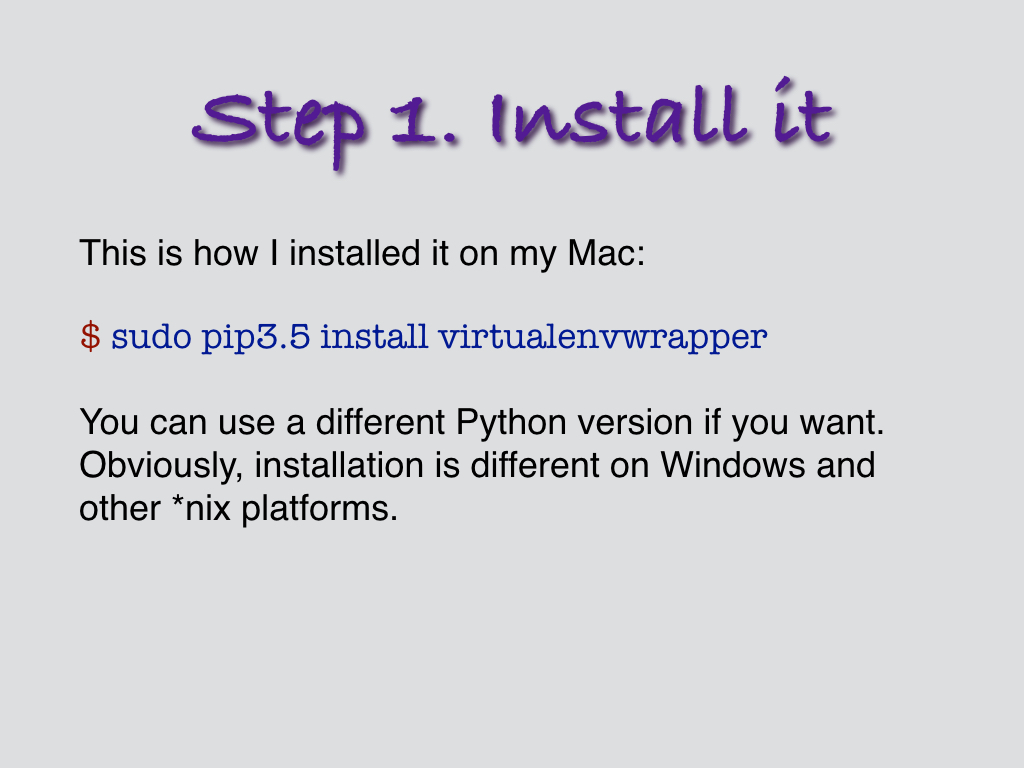 Step 1. Install it
This is how I installed it on my Mac:
$ sudo pip3.5 install virtualenvwrapper
You can use a different Python version if you want.
Obviously, installation is different on Windows and
other *nix platforms.